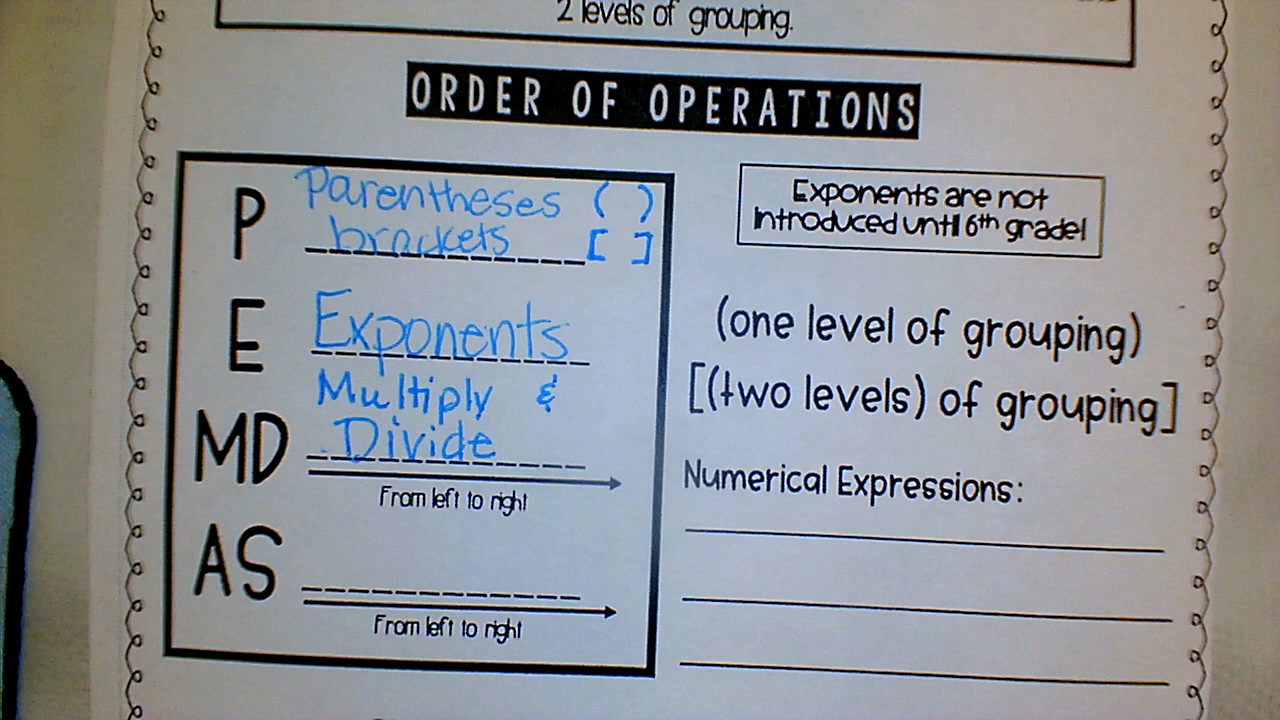 2 levels of grouping.
ORDER OF OPERATIONS
P Parentheses ( )
brackets [ ]
E Exponents
MD Multiply &
Divide
From left to right
AS
From left to right
Exponents are not
introduced until 6th grade!
(one level of grouping)
[(two levels) of grouping]
Numerical Expressions: